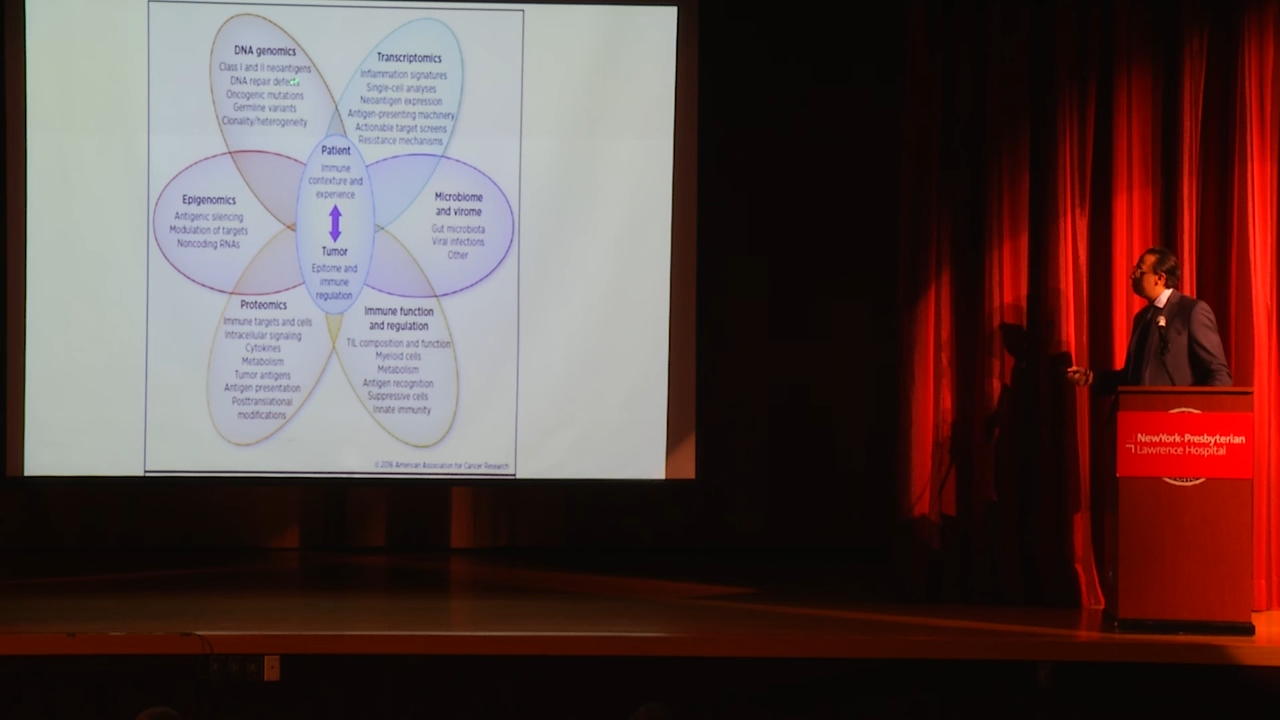 DNA genomics
Class I and II neoantigens
DNA repair defects
Oncogenic mutations
Germline variants
Clonality/heterogeneity
Transcriptomics
Inflammation signatures
Single-cell analyses
Neoantigen expression
Antigen-presenting machinery
Actionable target screens
Resistance mechanisms
Patient
Immune
contexture and
experience
Tumor
Epitome and
immune
regulation
Epigenomics
Antigenic silencing
Modulation of targets
Noncoding RNAs
Microbiome
and virome
Gut microbiota
Viral infections
Other
Proteomics
Immune targets and cells
Intracellular signaling
Cytokines
Metabolism
Tumor antigens
Antigen presentation
Posttranslational
modifications
Immune function
and regulation
TIL composition and function
Myeloid cells
Metabolism
Antigen recognition
Suppressive cells
Innate immunity
© 2016 American Association for Cancer Research
NewYork-Presbyterian
Lawrence Hospital